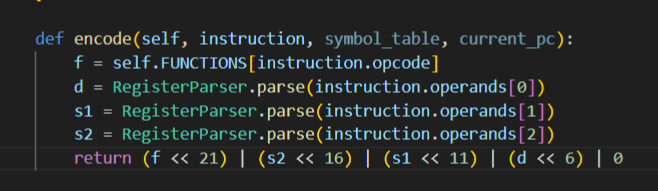 def encode(self, instruction, symbol_table, current_pc):
    f = self.FUNCTIONS[instruction.opcode]
    d = RegisterParser.parse(instruction.operands[0])
    s1 = RegisterParser.parse(instruction.operands[1])
    s2 = RegisterParser.parse(instruction.operands[2])
    return (f << 21) | (s2 << 16) | (s1 << 11) | (d << 6) | 0